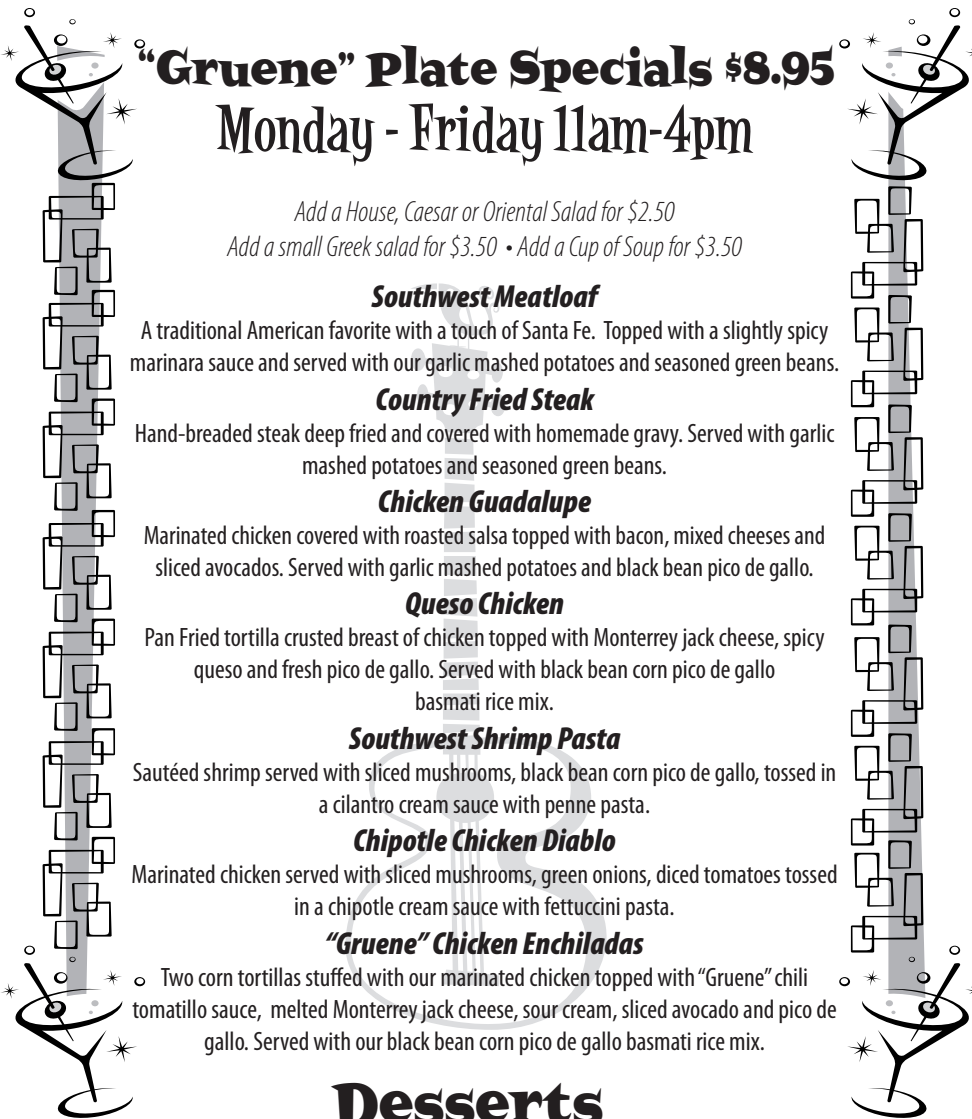 “Gruene” Plate Specials $8.95
Monday - Friday 11am-4pm
Add a House, Caesar or Oriental Salad for $2.50
Add a small Greek salad for $3.50 • Add a Cup of Soup for $3.50
Southwest Meatloaf
A traditional American favorite with a touch of Santa Fe.  Topped with a slightly spicy
marinara sauce and served with our garlic mashed potatoes and seasoned green beans.
Country Fried Steak
Hand-breaded steak deep fried and covered with homemade gravy. Served with garlic
mashed potatoes and seasoned green beans.
Chicken Guadalupe
Marinated chicken covered with roasted salsa topped with bacon, mixed cheeses and
sliced avocados. Served with garlic mashed potatoes and black bean pico de gallo.
Queso Chicken
Pan Fried tortilla crusted breast of chicken topped with Monterrey jack cheese, spicy
queso and fresh pico de gallo. Served with black bean corn pico de gallo
basmati rice mix.
Southwest Shrimp Pasta
Sautéed shrimp served with sliced mushrooms, black bean corn pico de gallo, tossed in
a cilantro cream sauce with penne pasta.
Chipotle Chicken Diablo
Marinated chicken served with sliced mushrooms, green onions, diced tomatoes tossed
in a chipotle cream sauce with fettuccini pasta.
“Gruene” Chicken Enchiladas
Two corn tortillas stuffed with our marinated chicken topped with “Gruene” chili
tomatillo sauce,  melted Monterrey jack cheese, sour cream, sliced avocado and pico de
gallo. Served with our black bean corn pico de gallo basmati rice mix.
Desserts